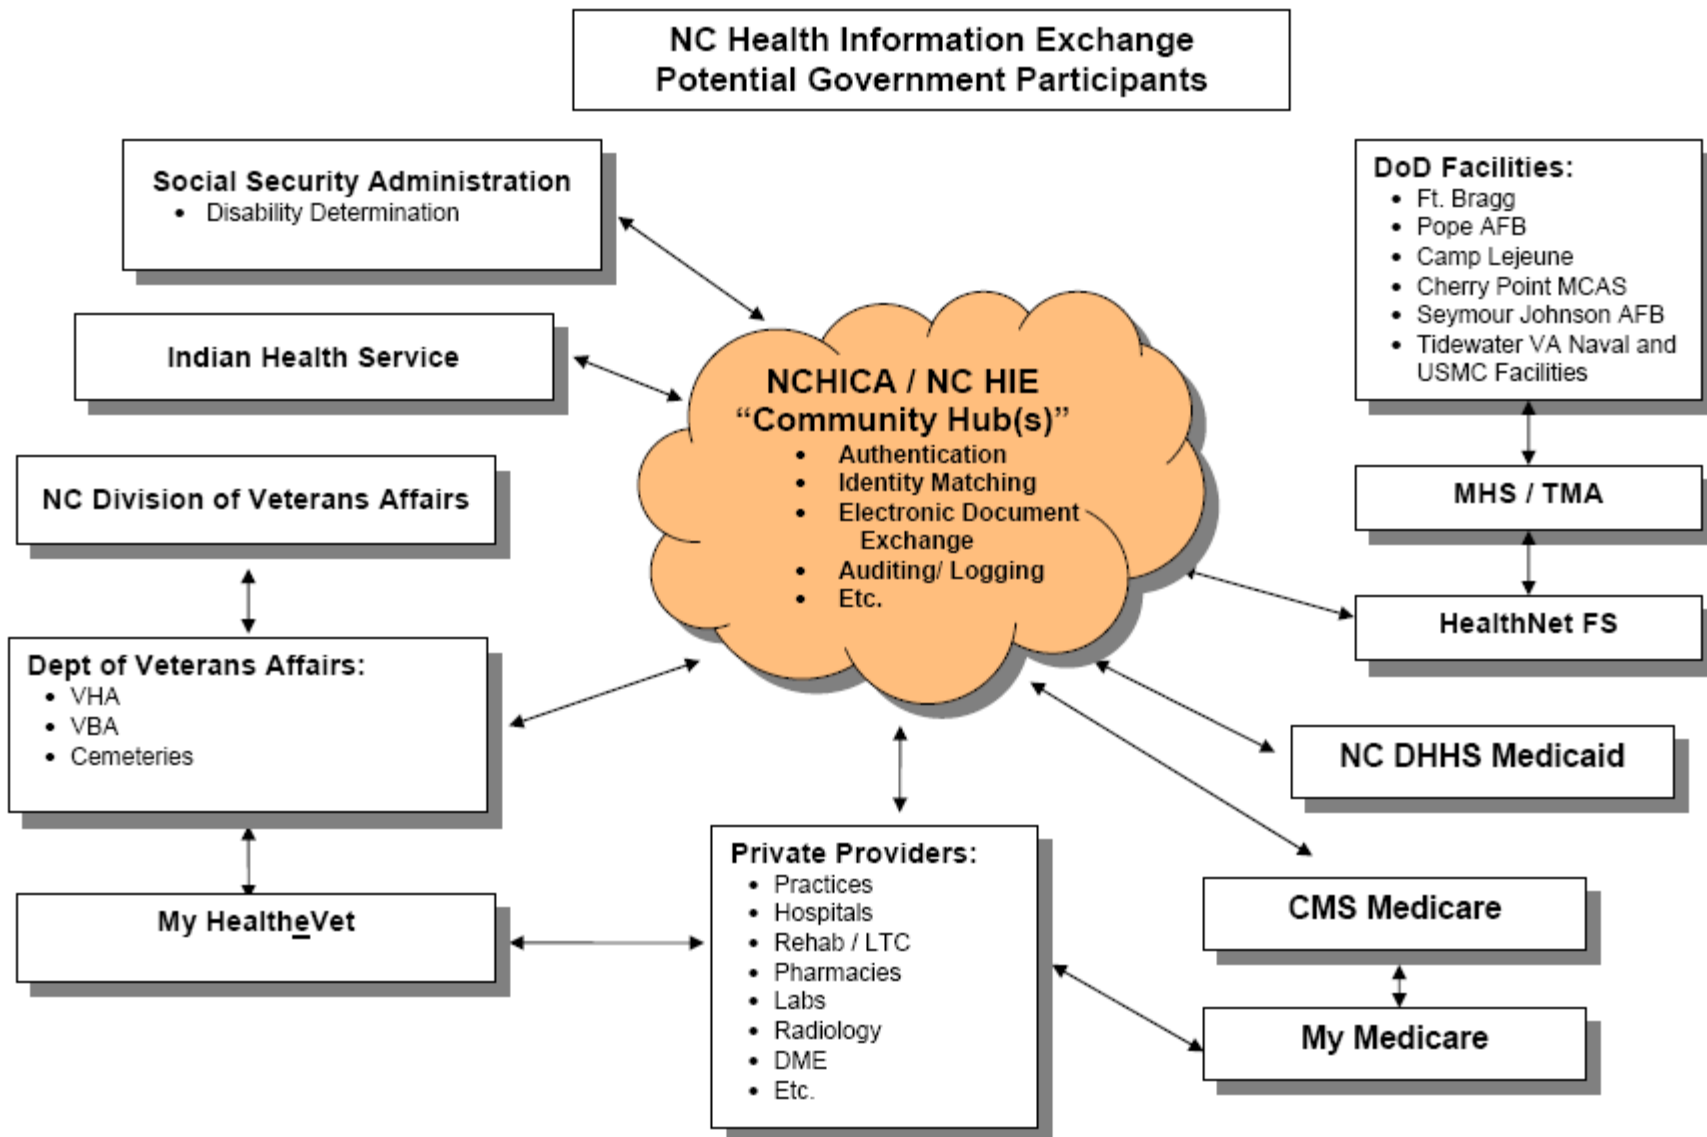 NC Health Information Exchange
Potential Government Participants
Social Security Administration
• Disability Determination
Indian Health Service
NC Division of Veterans Affairs
Dept of Veterans Affairs:
• VHA
• VBA
• Cemeteries
My HealtheVet
NCHICA / NC HIE
“Community Hub(s)”
• Authentication
• Identity Matching
• Electronic Document
Exchange
• Auditing/ Logging
• Etc.
Private Providers:
• Practices
• Hospitals
• Rehab / LTC
• Pharmacies
• Labs
• Radiology
• DME
• Etc.
DoD Facilities:
• Ft. Bragg
• Pope AFB
• Camp Lejeune
• Cherry Point MCAS
• Seymour Johnson AFB
• Tidewater VA Naval and
USMC Facilities
MHS / TMA
HealthNet FS
NC DHHS Medicaid
CMS Medicare
My Medicare